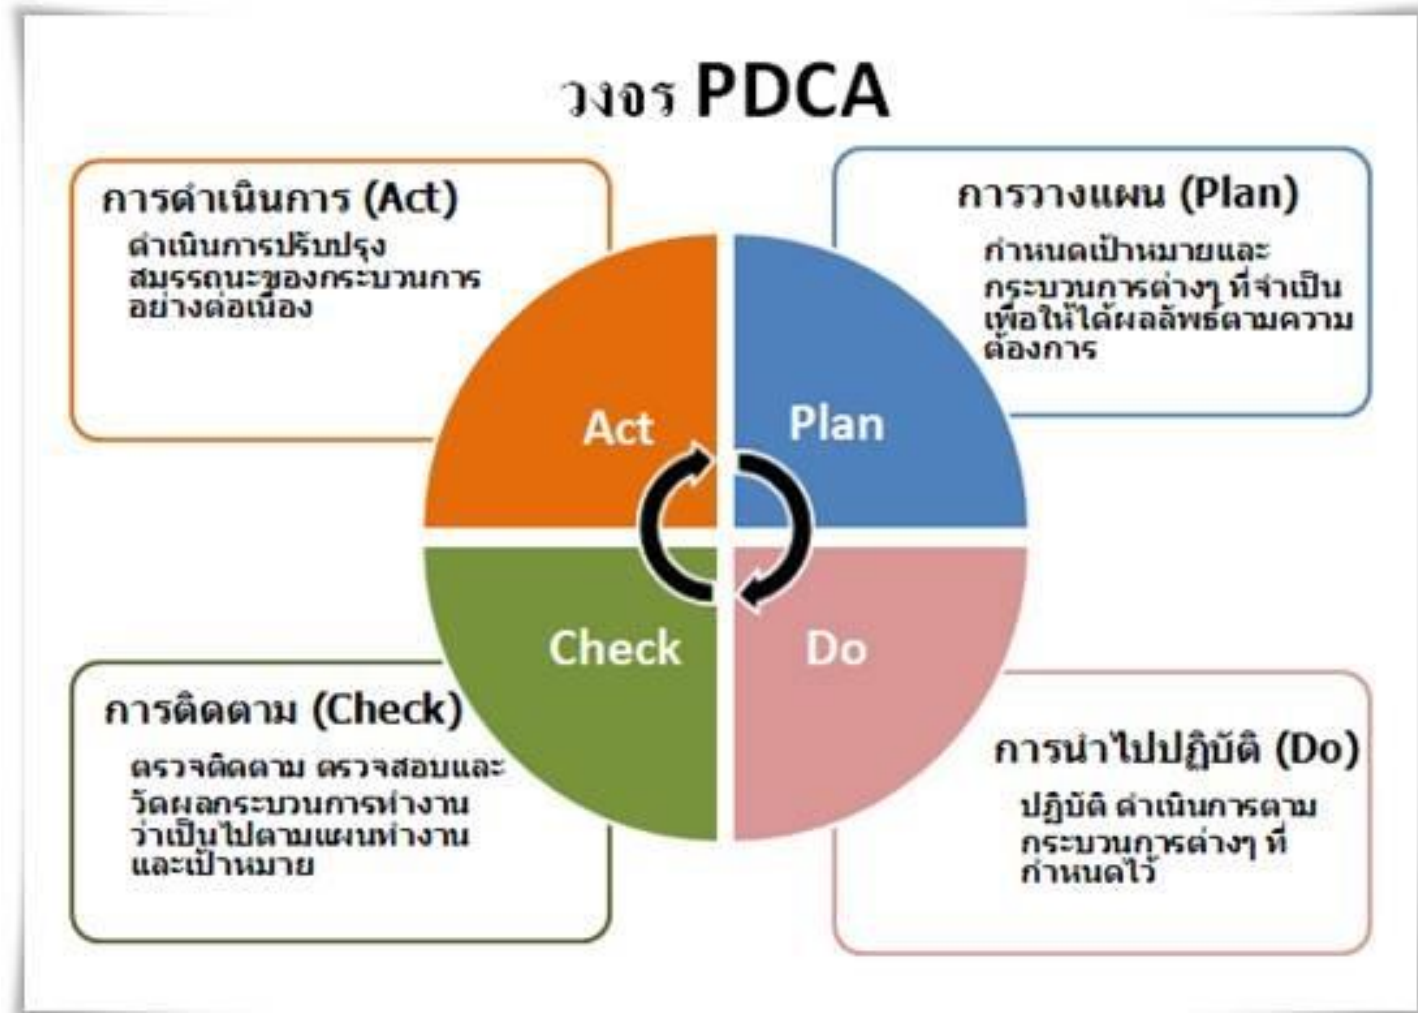 วงจร PDCA
การดำเนินการ (Act)
ดำเนินการปรับปรุง
สมรรถนะของกระบวนการ
อย่างต่อเนื่อง
การวางแผน (Plan)
กำหนดเป้าหมายและ
กระบวนการต่างๆ ที่จำเป็น
เพื่อให้ได้ผลลัพธ์ตามความ
ต้องการ
Act
Plan
Check
Do
การติดตาม (Check)
ตรวจติดตาม ตรวจสอบและ
วัดผลกระบวนการทำงาน
ว่าเป็นไปตามแผนทำงาน
และเป้าหมาย
การนำไปปฏิบัติ (Do)
ปฏิบัติ ดำเนินการตาม
กระบวนการต่างๆ ที่
กำหนดไว้